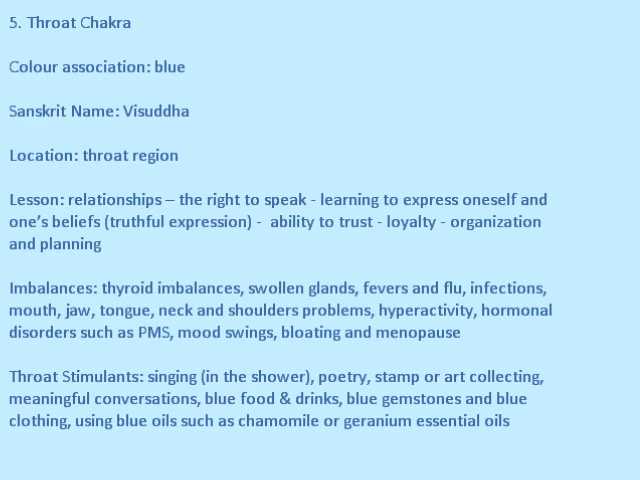 5. Throat Chakra
Colour association: blue
Sanskrit Name: Visuddha
Location: throat region
Lesson: relationships – the right to speak - learning to express oneself and
one's beliefs (truthful expression) -  ability to trust - loyalty - organization
and planning
Imbalances: thyroid imbalances, swollen glands, fevers and flu, infections,
mouth, jaw, tongue, neck and shoulders problems, hyperactivity, hormonal
disorders such as PMS, mood swings, bloating and menopause
Throat Stimulants: singing (in the shower), poetry, stamp or art collecting,
meaningful conversations, blue food & drinks, blue gemstones and blue
clothing, using blue oils such as chamomile or geranium essential oils